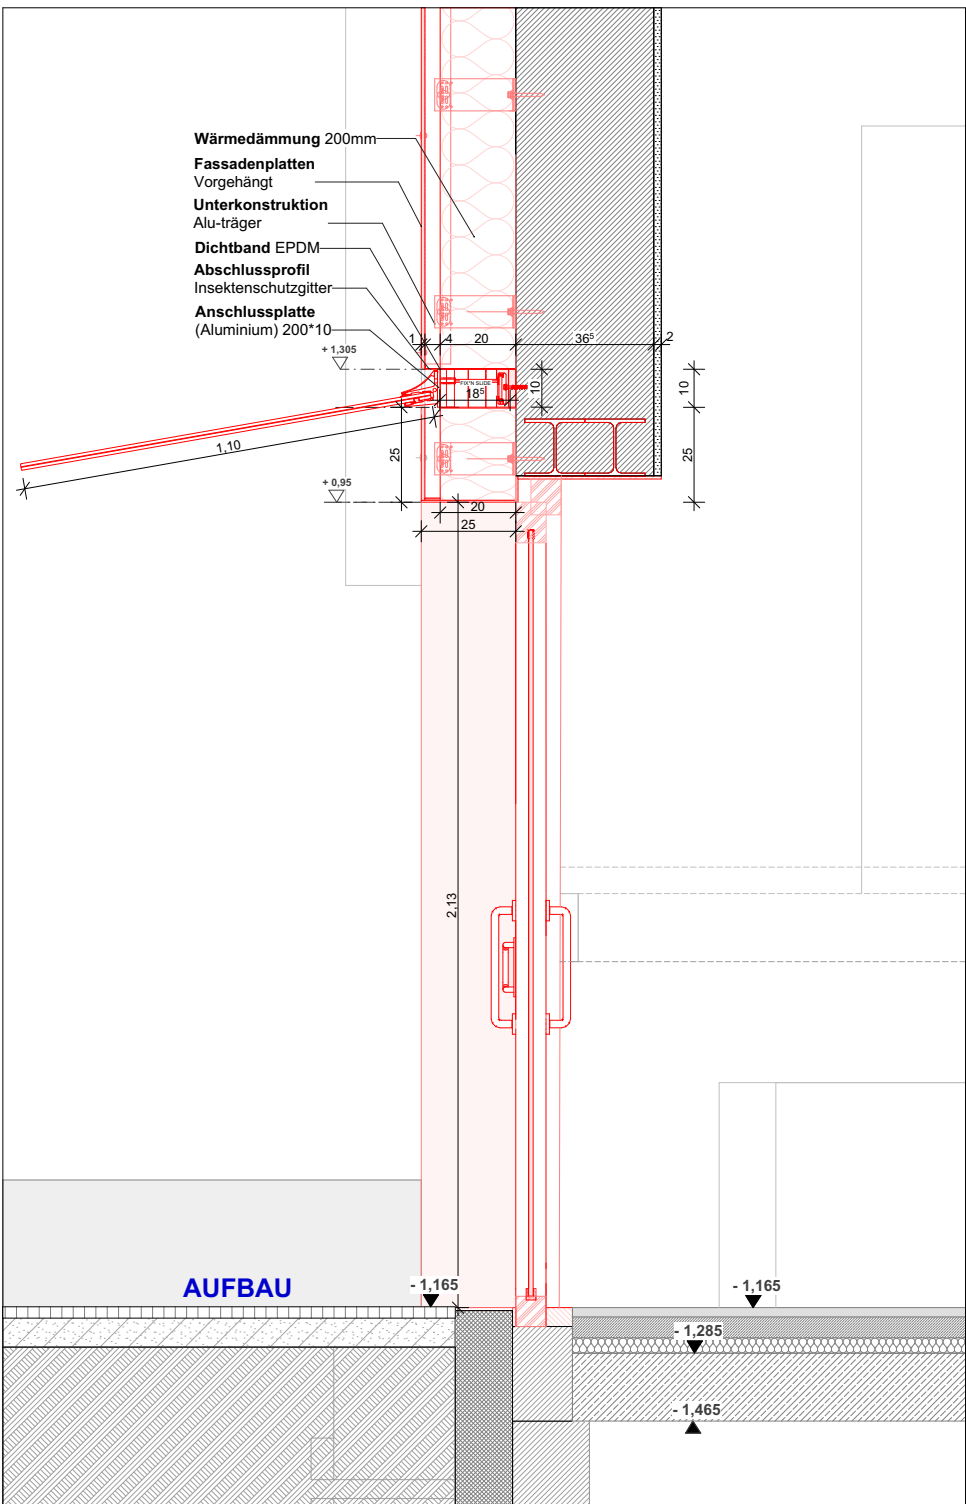 Wärmedämmung 200mm
Fassadenplatten
Vorgehängt
Unterkonstruktion
Alu-träger
Dichtband EPDM
Abschlussprofil
Insektenschutzgitter
Anschlussplatte
(Aluminium) 200*10
1 4 20 36⁵ 2
+ 1,305
FIX'N SLIDE
18⁵
10
10
1,10
25
25
+ 0,95
20
25
2,13
AUFBAU
- 1,165
- 1,165
- 1,285
- 1,465